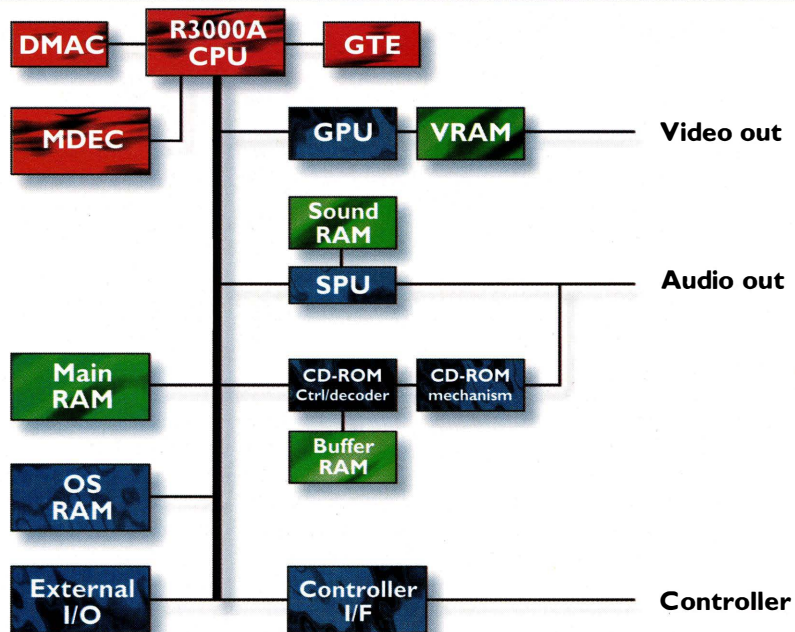 DMAC
R3000A
CPU
GTE
MDEC
GPU
VRAM
Video out
Sound
RAM
SPU
Audio out
Main
RAM
CD-ROM
Ctrl/decoder
CD-ROM
mechanism
Buffer
RAM
OS
RAM
External
I/O
Controller
I/F
Controller